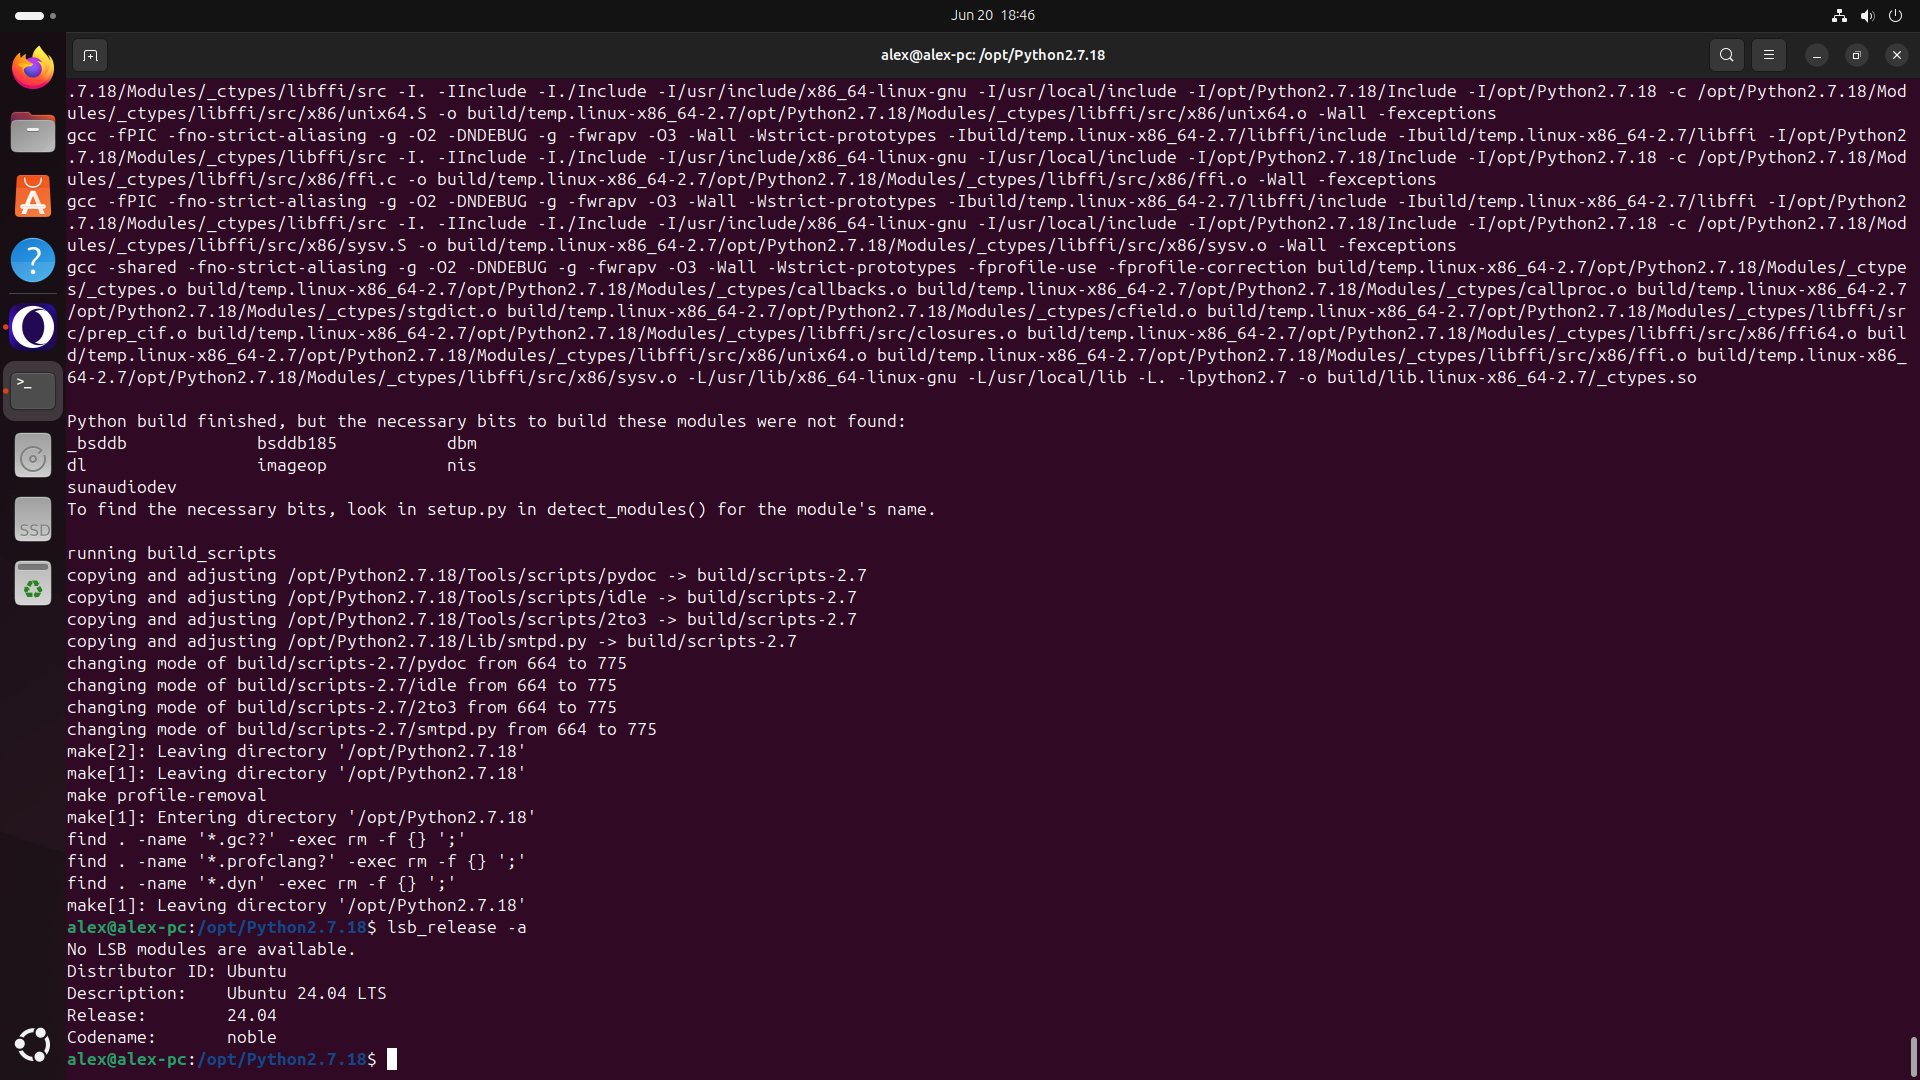 Jun 20 18:46
alex@alex-pc: /opt/Python2.7.18
.7.18/Modules/_ctypes/libffi/src -I. -IInclude -I./Include -I/usr/include/x86_64-linux-gnu -I/usr/local/include -I/opt/Python2.7.18/Include -I/opt/Python2.7.18 -c /opt/Python2.7.18/Mod
ules/_ctypes/libffi/src/x86/unix64.S -o build/temp.linux-x86_64-2.7/opt/Python2.7.18/Modules/_ctypes/libffi/src/x86/unix64.o -Wall -fexceptions
gcc -fPIC -fno-strict-aliasing -g -O2 -DNDEBUG -g -fwrapv -O3 -Wall -Wstrict-prototypes -Ibuild/temp.linux-x86_64-2.7/libffi/include -Ibuild/temp.linux-x86_64-2.7/libffi -I/opt/Python2
.7.18/Modules/_ctypes/libffi/src -I. -IInclude -I./Include -I/usr/include/x86_64-linux-gnu -I/usr/local/include -I/opt/Python2.7.18/Include -I/opt/Python2.7.18 -c /opt/Python2.7.18/Mod
ules/_ctypes/libffi/src/x86/ffi.c -o build/temp.linux-x86_64-2.7/opt/Python2.7.18/Modules/_ctypes/libffi/src/x86/ffi.o -Wall -fexceptions
gcc -fPIC -fno-strict-aliasing -g -O2 -DNDEBUG -g -fwrapv -O3 -Wall -Wstrict-prototypes -Ibuild/temp.linux-x86_64-2.7/libffi/include -Ibuild/temp.linux-x86_64-2.7/libffi -I/opt/Python2
.7.18/Modules/_ctypes/libffi/src -I. -IInclude -I./Include -I/usr/include/x86_64-linux-gnu -I/usr/local/include -I/opt/Python2.7.18/Include -I/opt/Python2.7.18 -c /opt/Python2.7.18/Mod
ules/_ctypes/libffi/src/x86/sysv.S -o build/temp.linux-x86_64-2.7/opt/Python2.7.18/Modules/_ctypes/libffi/src/x86/sysv.o -Wall -fexceptions
gcc -shared -fno-strict-aliasing -g -O2 -DNDEBUG -g -fwrapv -O3 -Wall -Wstrict-prototypes -fprofile-use -fprofile-correction build/temp.linux-x86_64-2.7/opt/Python2.7.18/Modules/_ctype
s/_ctypes.o build/temp.linux-x86_64-2.7/opt/Python2.7.18/Modules/_ctypes/callbacks.o build/temp.linux-x86_64-2.7/opt/Python2.7.18/Modules/_ctypes/callproc.o build/temp.linux-x86_64-2.7
/opt/Python2.7.18/Modules/_ctypes/stgdict.o build/temp.linux-x86_64-2.7/opt/Python2.7.18/Modules/_ctypes/cfield.o build/temp.linux-x86_64-2.7/opt/Python2.7.18/Modules/_ctypes/libffi/sr
c/prep_cif.o build/temp.linux-x86_64-2.7/opt/Python2.7.18/Modules/_ctypes/libffi/src/closures.o build/temp.linux-x86_64-2.7/opt/Python2.7.18/Modules/_ctypes/libffi/src/x86/ffi64.o buil
d/temp.linux-x86_64-2.7/opt/Python2.7.18/Modules/_ctypes/libffi/src/x86/unix64.o build/temp.linux-x86_64-2.7/opt/Python2.7.18/Modules/_ctypes/libffi/src/x86/ffi.o build/temp.linux-x86_
64-2.7/opt/Python2.7.18/Modules/_ctypes/libffi/src/x86/sysv.o -L/usr/lib/x86_64-linux-gnu -L/usr/local/lib -L. -lpython2.7 -o build/lib.linux-x86_64-2.7/_ctypes.so
Python build finished, but the necessary bits to build these modules were not found:
_bsddb bsddb185 dbm
dl imageop nis
sunaudiodev
To find the necessary bits, look in setup.py in detect_modules() for the module's name.
running build_scripts
copying and adjusting /opt/Python2.7.18/Tools/scripts/pydoc -> build/scripts-2.7
copying and adjusting /opt/Python2.7.18/Tools/scripts/idle -> build/scripts-2.7
copying and adjusting /opt/Python2.7.18/Tools/scripts/2to3 -> build/scripts-2.7
copying and adjusting /opt/Python2.7.18/Lib/smtpd.py -> build/scripts-2.7
changing mode of build/scripts-2.7/pydoc from 664 to 775
changing mode of build/scripts-2.7/idle from 664 to 775
changing mode of build/scripts-2.7/2to3 from 664 to 775
changing mode of build/scripts-2.7/smtpd.py from 664 to 775
make[2]: Leaving directory '/opt/Python2.7.18'
make[1]: Leaving directory '/opt/Python2.7.18'
make profile-removal
make[1]: Entering directory '/opt/Python2.7.18'
find . -name '*.gc??' -exec rm -f {} ';'
find . -name '*.profclang?' -exec rm -f {} ';'
find . -name '*.dyn' -exec rm -f {} ';'
make[1]: Leaving directory '/opt/Python2.7.18'
alex@alex-pc:/opt/Python2.7.18$ lsb_release -a
No LSB modules are available.
Distributor ID: Ubuntu
Description: Ubuntu 24.04 LTS
Release: 24.04
Codename: noble
alex@alex-pc:/opt/Python2.7.18$
SSD